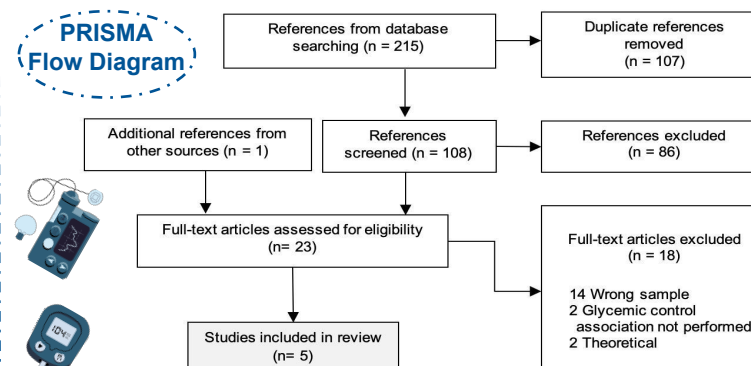 PRISMA
Flow Diagram
References from database
searching (n = 215)
Duplicate references
removed
(n = 107)
Additional references from
other sources (n = 1)
References
screened (n = 108)
References excluded
(n = 86)
Full-text articles assessed for eligibility
(n= 23)
Full-text articles excluded
(n = 18)
14 Wrong sample
2 Glycemic control
association not performed
2 Theoretical
Studies included in review
(n= 5)
104